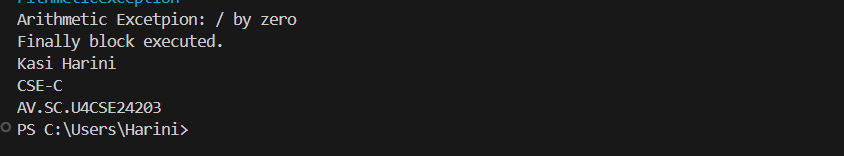 Arithmetic Excetpion: / by zero
Finally block executed.
Kasi Harini
CSE-C
AV.SC.U4CSE24203
PS C:\Users\Harini>